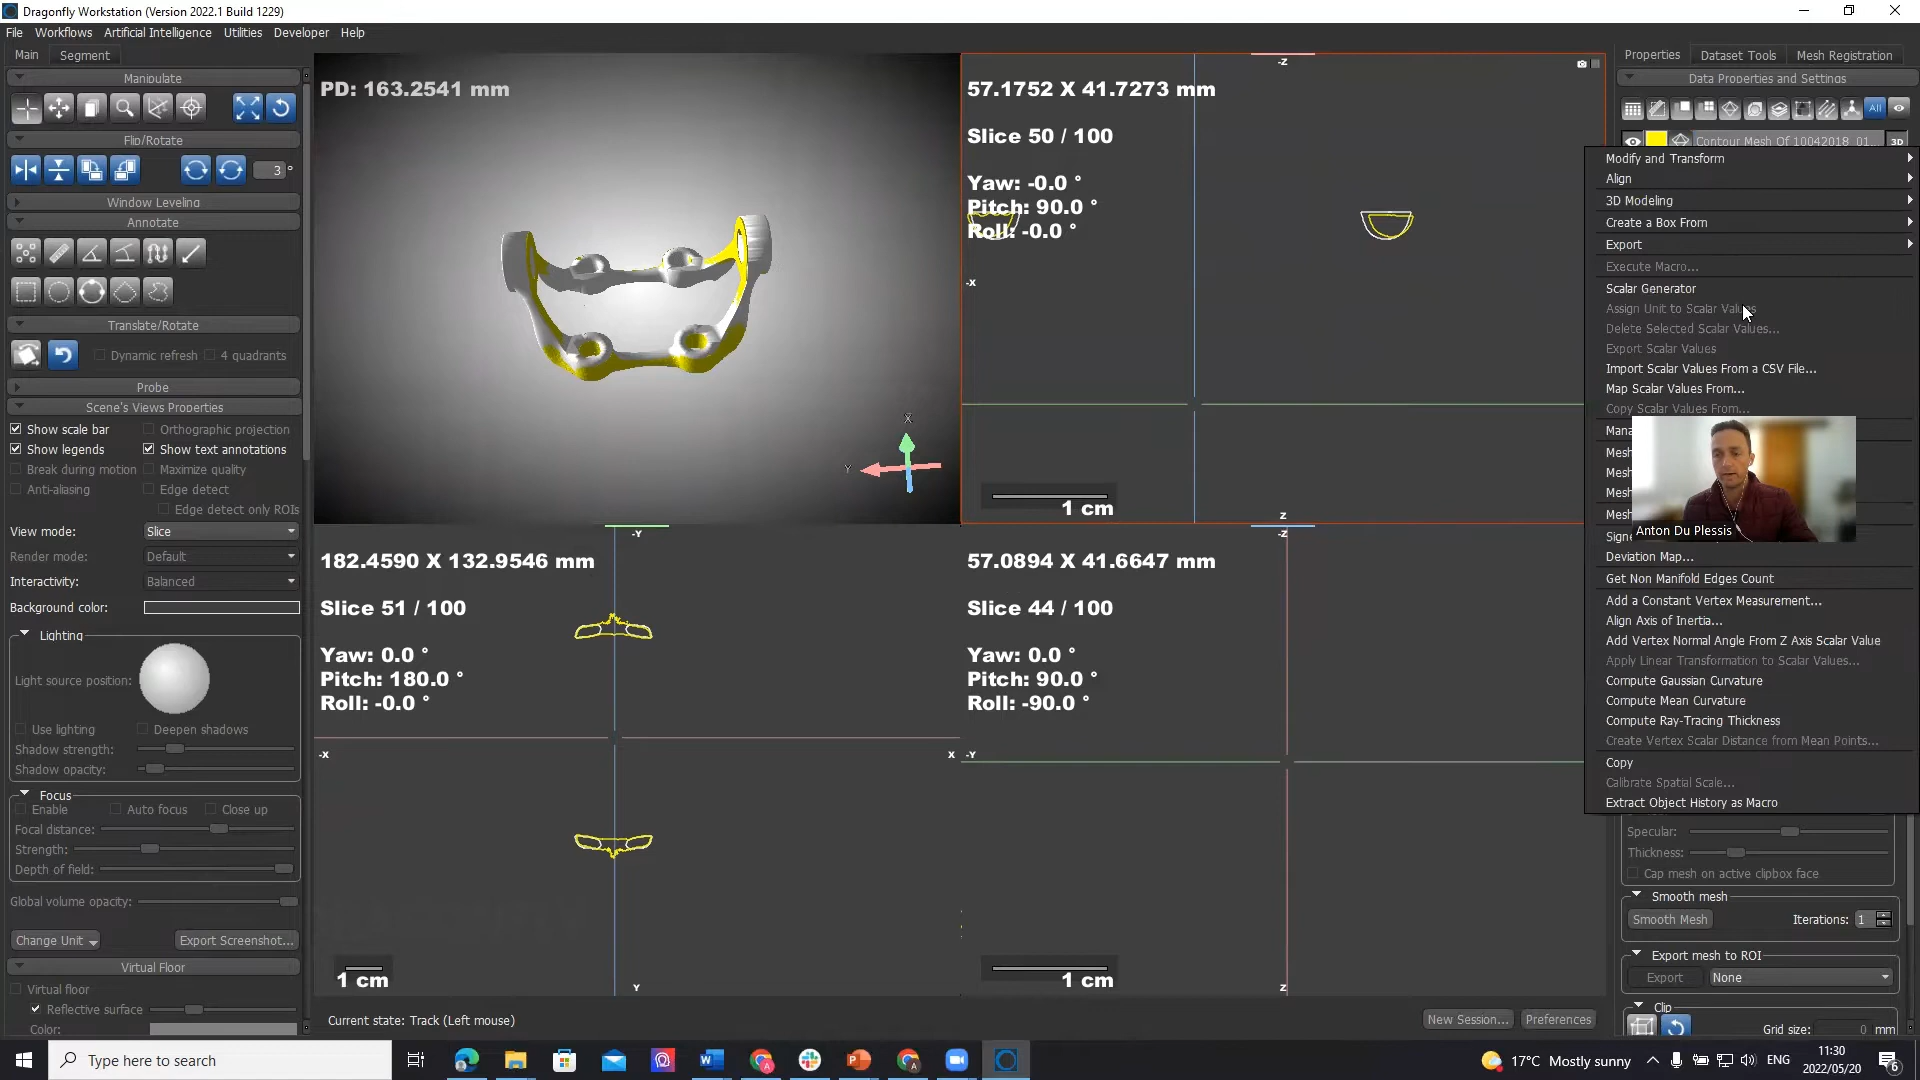 Dragonfly Workstation (Version 2022.1 Build 1229)
File Workflows Artificial Intelligence Utilities Developer Help
Main Segment
Manipulate
Flip/Rotate
3 °
Window Leveling
Annotate
Translate/Rotate
Dynamic refresh 4 quadrants
Probe
Scene's Views Properties
Show scale bar Orthographic projection
Show legends Show text annotations
Break during motion Maximize quality
Anti-aliasing Edge detect
Edge detect only ROIs
View mode: Slice
Render mode: Default
Interactivity: Balanced
Background color:
Lighting
Light source position:
Use lighting Deepen shadows
Shadow strength:
Shadow opacity:
Focus
Enable Auto focus Close up
Focal distance:
Strength:
Depth of field:
Global volume opacity:
Change Unit Export Screenshot...
Virtual Floor
Virtual floor
Reflective surface
Color:
PD: 163.2541 mm
X
Y
57.1752 X 41.7273 mm
Slice 50 / 100
Yaw: -0.0 °
Pitch: 90.0 °
Roll: -0.0 °
-Z
-X
Z
1 cm
182.4590 X 132.9546 mm
Slice 51 / 100
Yaw: 0.0 °
Pitch: 180.0 °
Roll: -0.0 °
-Y
-X
X
Y
1 cm
57.0894 X 41.6647 mm
Slice 44 / 100
Yaw: 0.0 °
Pitch: 90.0 °
Roll: -90.0 °
-Z
-Y
Z
1 cm
Current state: Track (Left mouse)
New Session... Preferences
Properties Dataset Tools Mesh Registration
Data Properties and Settings
All
Contour Mesh Of 10042018_01... 3D
Modify and Transform
Align
3D Modeling
Create a Box From
Export
Execute Macro...
Scalar Generator
Assign Unit to Scalar Values
Delete Selected Scalar Values...
Export Scalar Values
Import Scalar Values From a CSV File...
Map Scalar Values From...
Copy Scalar Values From...
Mesh
Mesh
Mesh
Mesh
Anton Du Plessis
Deviation Map...
Get Non Manifold Edges Count
Add a Constant Vertex Measurement...
Align Axis of Inertia...
Add Vertex Normal Angle From Z Axis Scalar Value
Apply Linear Transformation to Scalar Values...
Compute Gaussian Curvature
Compute Mean Curvature
Compute Ray-Tracing Thickness
Create Vertex Scalar Distance from Mean Points...
Copy
Calibrate Spatial Scale...
Extract Object History as Macro
Specular:
Thickness:
Cap mesh on active clipbox face
Smooth mesh
Smooth Mesh Iterations: 1
Export mesh to ROI
Export None
Clip
Grid size: 0 mm
Type here to search
17°C Mostly sunny
ENG
11:30
2022/05/20
6